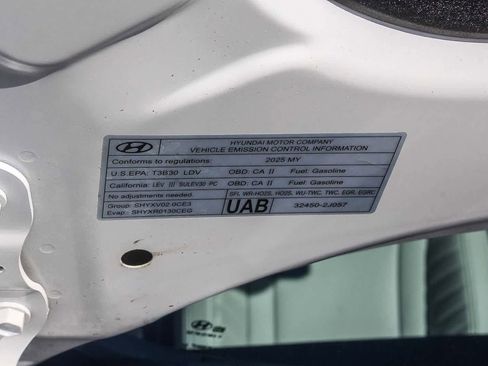 HYUNDAI MOTOR COMPANY
VEHICLE EMISSION CONTROL INFORMATION
Conforms to regulations: 2025 MY
U.S.EPA: T3B30 LDV OBD: CA II Fuel: Gasoline
California: LEV III SULEV30 PC OBD: CA II Fuel: Gasoline
No adjustments needed. SFI, WR-HO2S, HO2S, WU-TWC, TWC, EGR, EGRC
Group: SHYXV02.0CE3
Evap: SHYXR0130CEG
UAB 32450-2J057